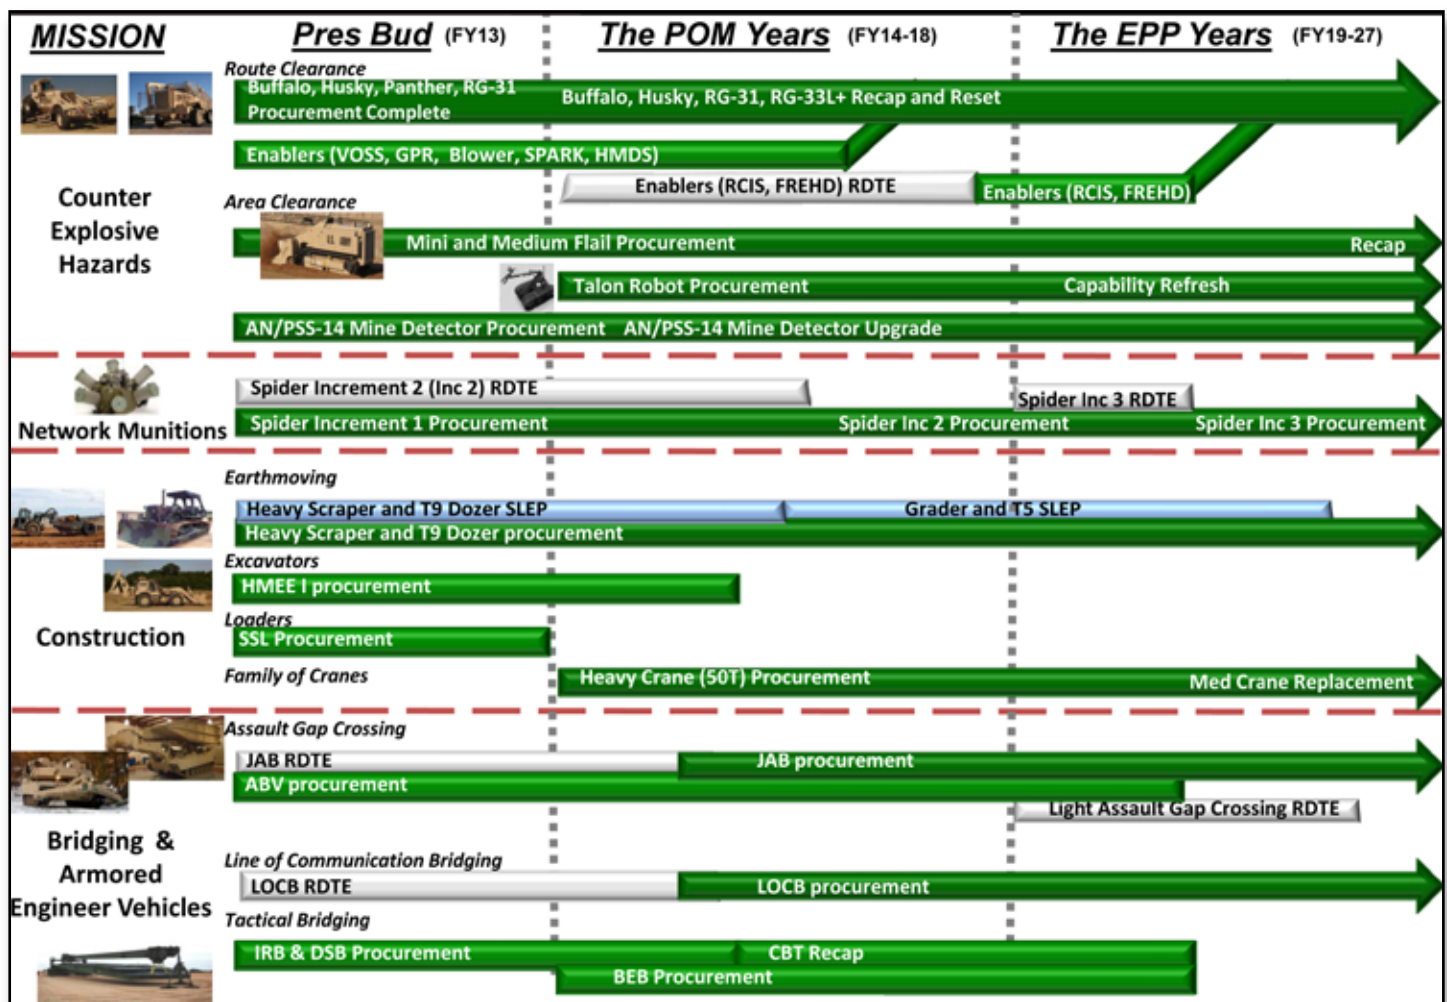 MISSION
Pres Bud (FY13)
The POM Years (FY14-18)
The EPP Years (FY19-27)
Route Clearance
Buffalo, Husky, Panther, RG-31
Procurement Complete
Buffalo, Husky, RG-31, RG-33L+ Recap and Reset
Enablers (VOSS, GPR, Blower, SPARK, HMDS)
Enablers (RCIS, FREHD) RDTE
Enablers (RCIS, FREHD)
Counter
Explosive
Hazards
Area Clearance
Mini and Medium Flail Procurement
Recap
Talon Robot Procurement
Capability Refresh
AN/PSS-14 Mine Detector Procurement
AN/PSS-14 Mine Detector Upgrade
Network Munitions
Spider Increment 2 (Inc 2) RDTE
Spider Inc 3 RDTE
Spider Increment 1 Procurement
Spider Inc 2 Procurement
Spider Inc 3 Procurement
Construction
Earthmoving
Heavy Scraper and T9 Dozer SLEP
Grader and T5 SLEP
Heavy Scraper and T9 Dozer procurement
Excavators
HMEE I procurement
Loaders
SSL Procurement
Family of Cranes
Heavy Crane (50T) Procurement
Med Crane Replacement
Bridging &
Armored
Engineer Vehicles
Assault Gap Crossing
JAB RDTE
JAB procurement
ABV procurement
Light Assault Gap Crossing RDTE
Line of Communication Bridging
LOCB RDTE
LOCB procurement
Tactical Bridging
IRB & DSB Procurement
CBT Recap
BEB Procurement